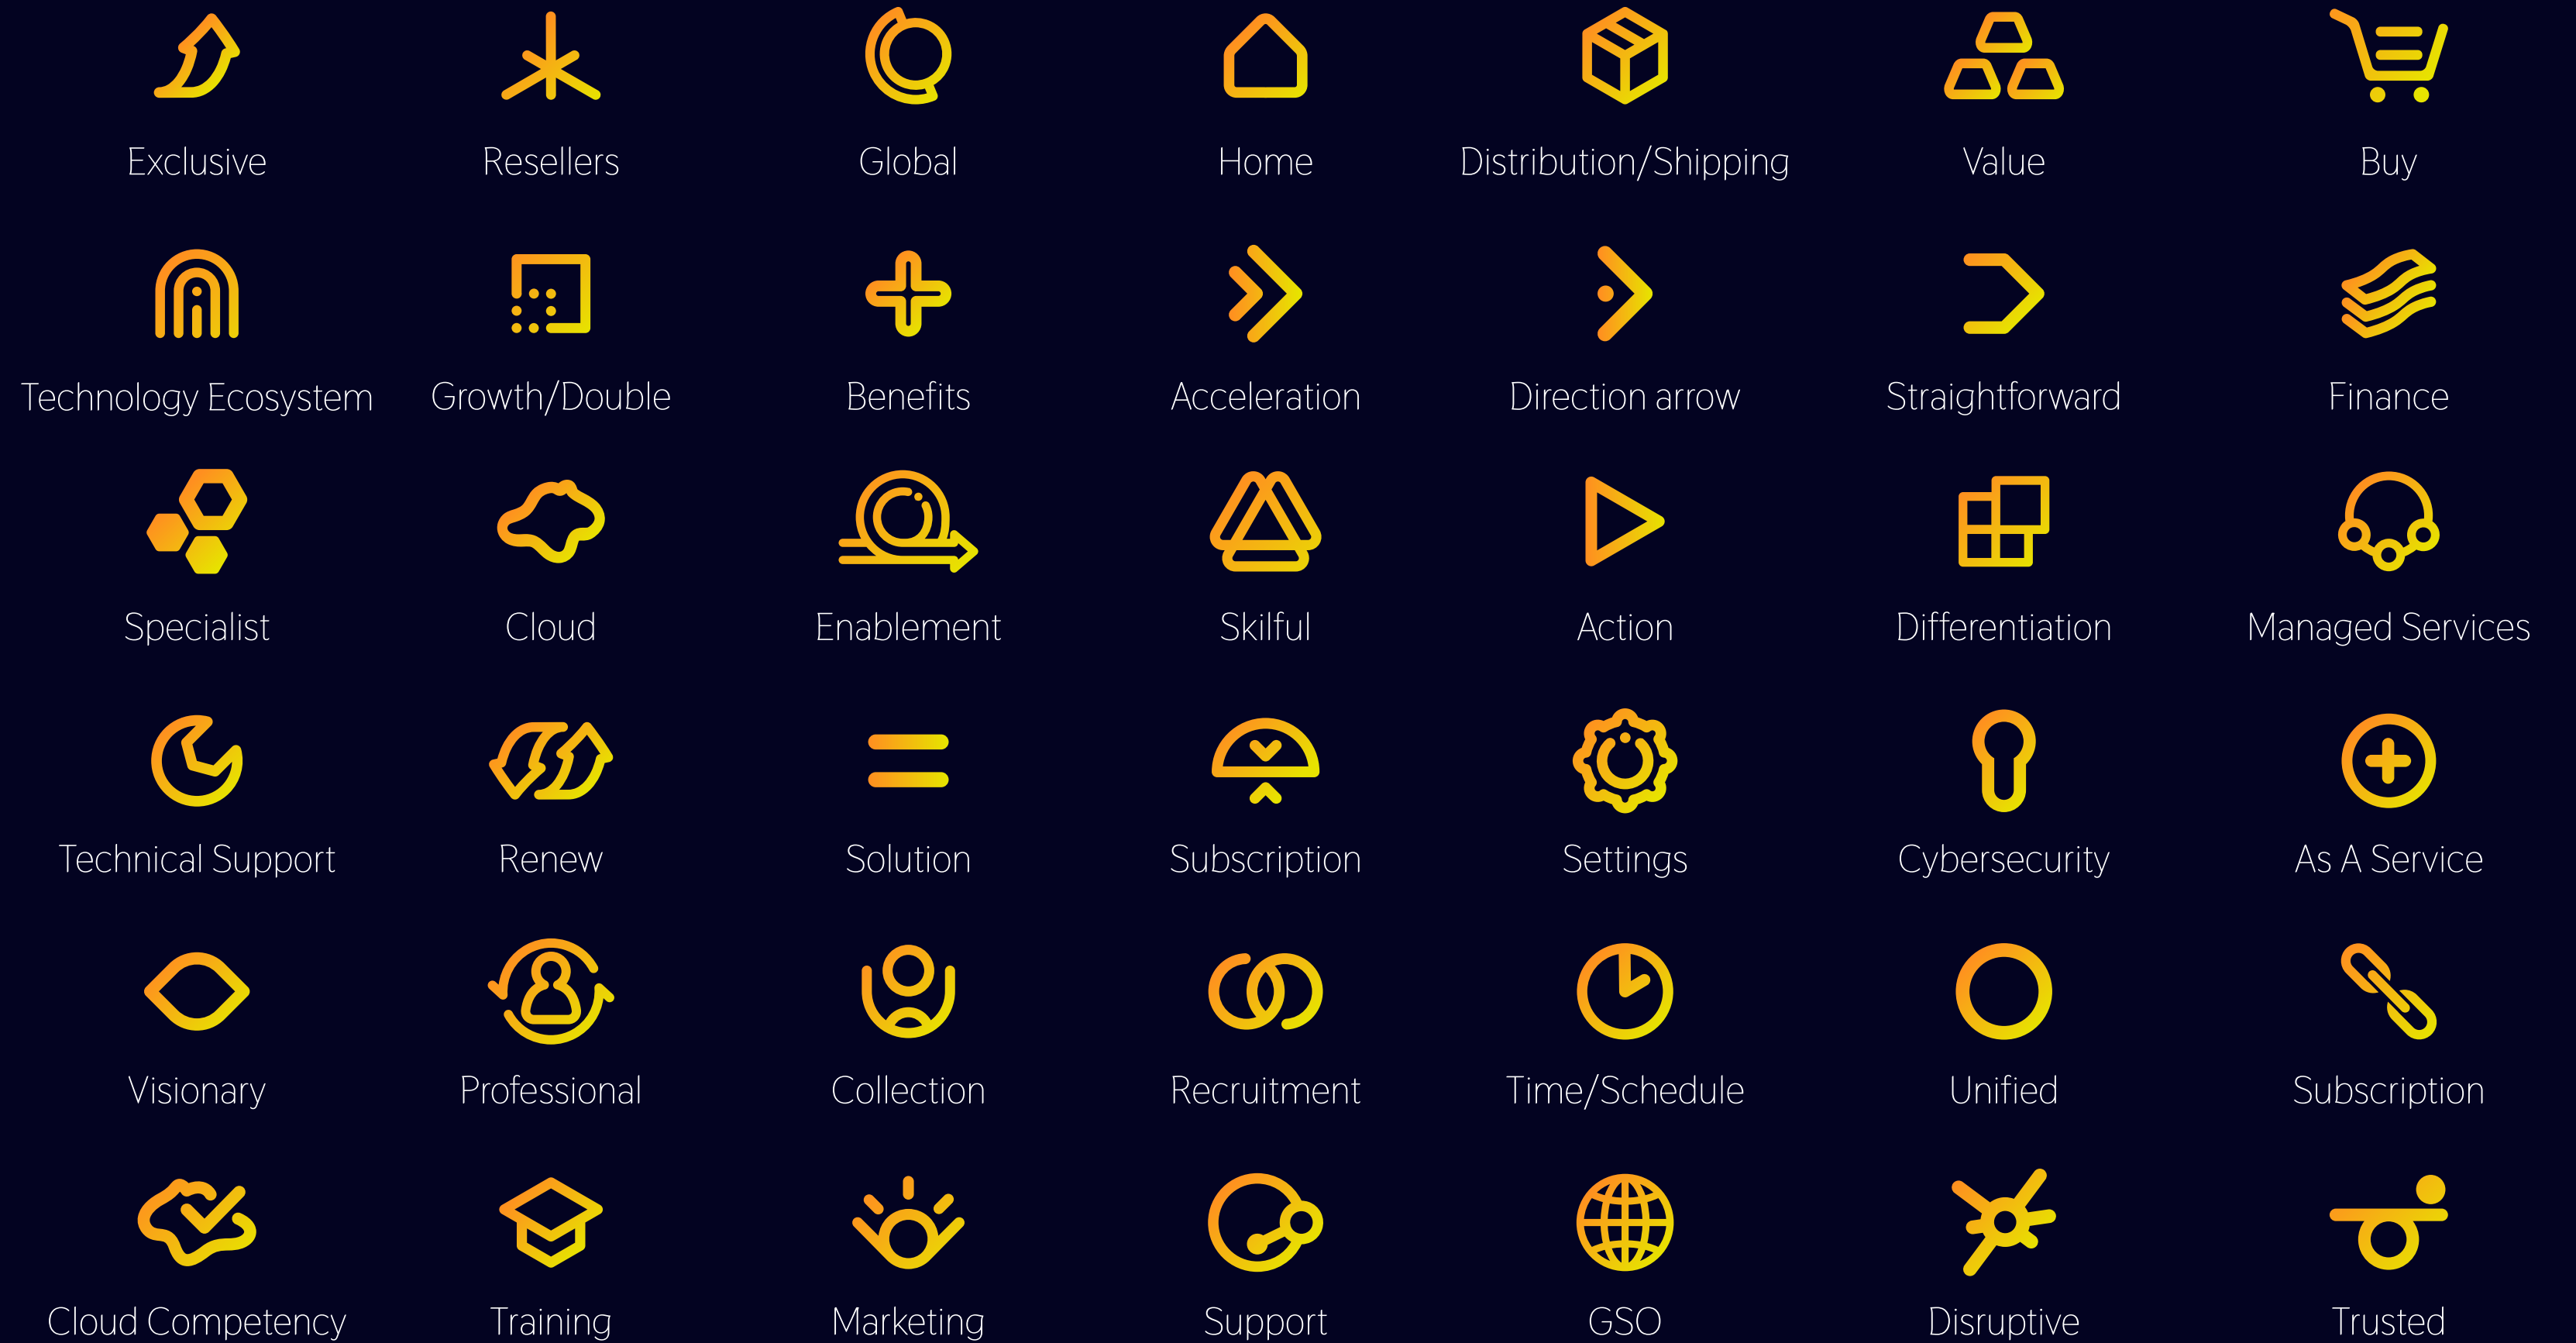 Exclusive
Resellers
Global
Home
Distribution/Shipping
Value
Buy
Technology Ecosystem
Growth/Double
Benefits
Acceleration
Direction arrow
Straightforward
Finance
Specialist
Cloud
Enablement
Skilful
Action
Differentiation
Managed Services
Technical Support
Renew
Solution
Subscription
Settings
Cybersecurity
As A Service
Visionary
Professional
Collection
Recruitment
Time/Schedule
Unified
Subscription
Cloud Competency
Training
Marketing
Support
GSO
Disruptive
Trusted